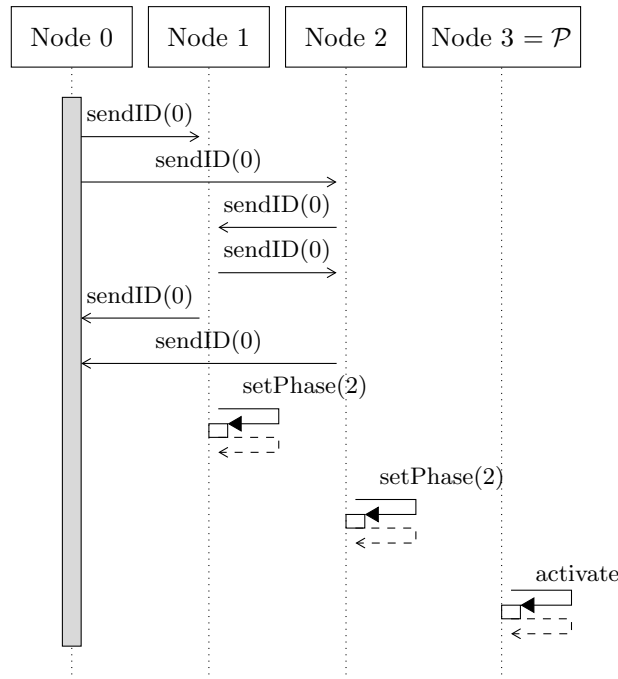 Node 0
Node 1
Node 2
Node 3 = 𝒫
sendID(0)
sendID(0)
sendID(0)
sendID(0)
sendID(0)
sendID(0)
setPhase(2)
setPhase(2)
activate